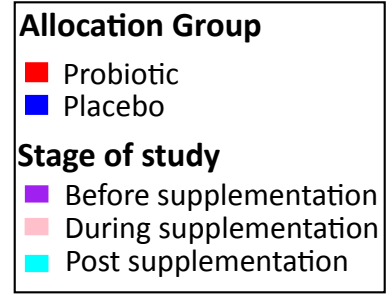 Allocation Group
Probiotic
Placebo
Stage of study
Before supplementation
During supplementation
Post supplementation